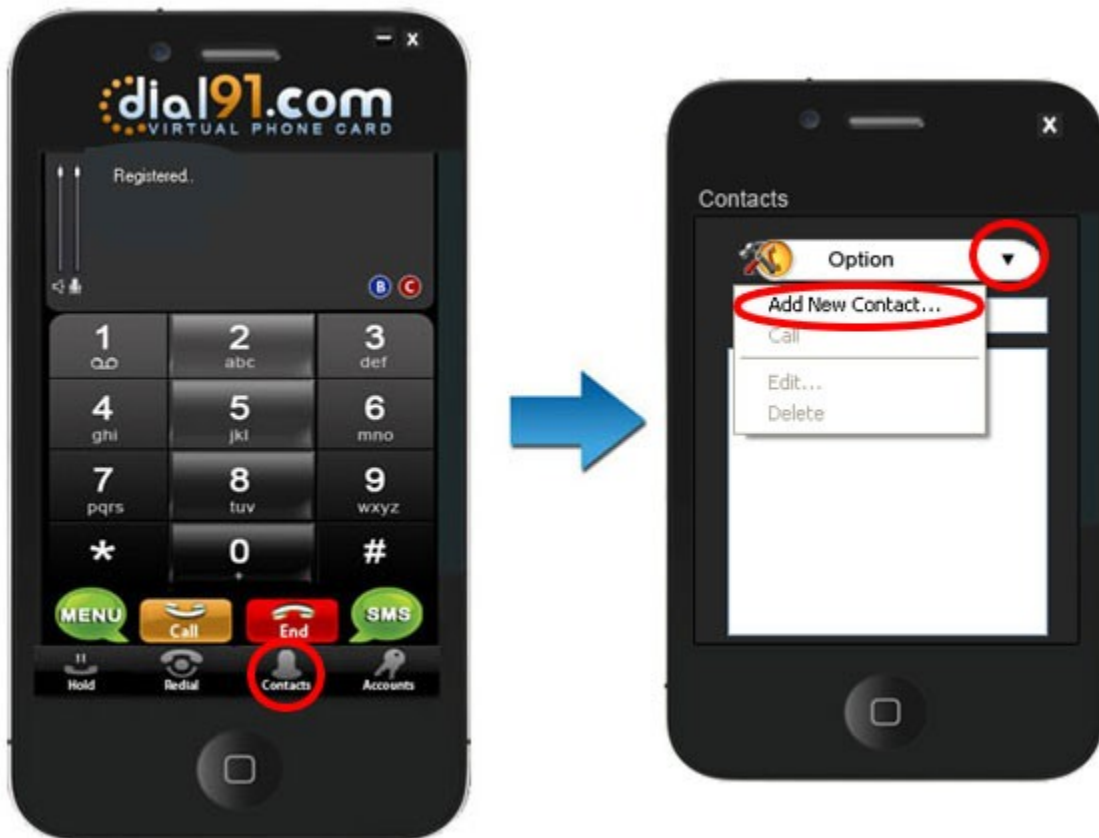 dial91.com
VIRTUAL PHONE CARD
Registered..
B C
1 2 3
abc def
4 5 6
ghi jkl mno
7 8 9
pqrs tuv wxyz
* 0 #
+
MENU Call End SMS
Hold Redial Contacts Accounts
x
Contacts
Option
Add New Contact...
Call
Edit...
Delete